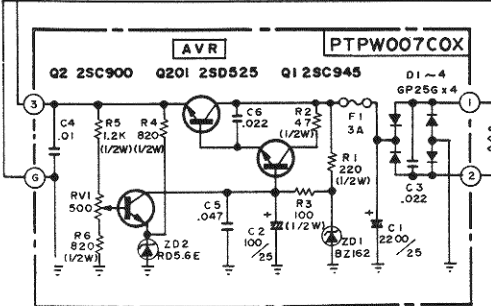 AVR
PTPW007COX
Q2 2SC900
Q201 2SD525
Q1 2SC945
D1~4
GP25G x 4
3
C4
.01
R5
1.2K
(1/2W)
R4
820
(1/2W)
C6
.022
R2
47
(1/2W)
F1
3A
1
G
RV1
500
R1
220
(1/2W)
C3
.022
2
R6
820
(1/2W)
ZD2
RD5.6E
C5
.047
C2
100
/25
R3
100
(1/2W)
ZD1
BZ162
C1
2200
/25
+
+